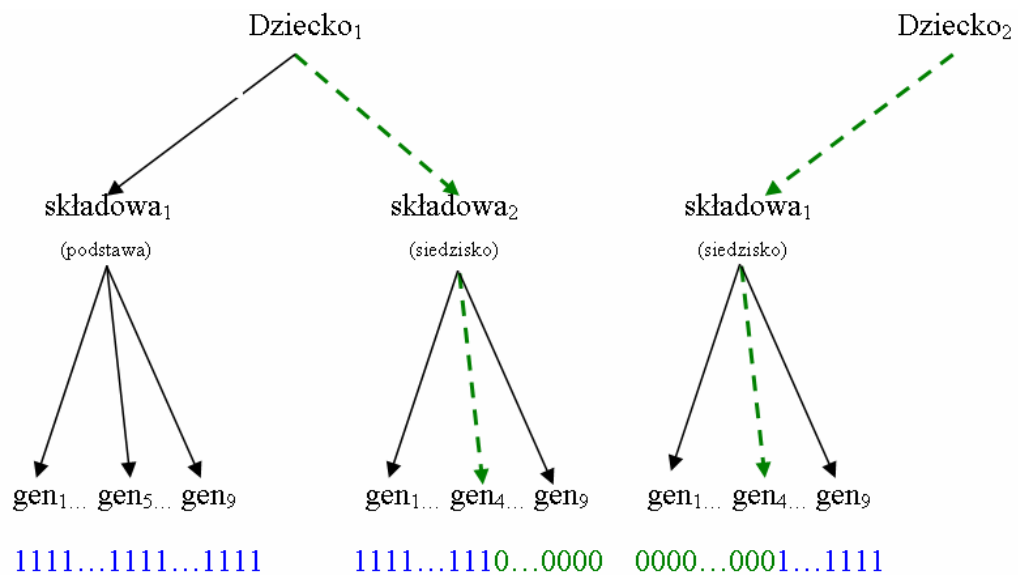 Dziecko₁ Dziecko₂
składowa₁ składowa₂ składowa₁
(podstawa) (siedzisko) (siedzisko)
gen₁... gen₅... gen₉ gen₁... gen₄... gen₉ gen₁... gen₄... gen₉
1111...1111...1111 1111...1110...0000 0000...0001...1111